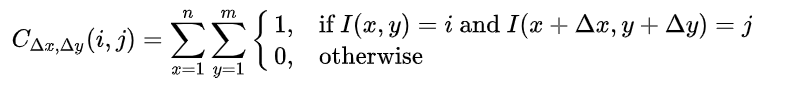 C_{\Delta x,\Delta y}(i,j)=\sum_{x=1}^{n}\sum_{y=1}^{m}\begin{cases}1, & \text{if } I(x,y)=i \text{ and } I(x+\Delta x,y+\Delta y)=j\\0, & \text{otherwise}\end{cases}